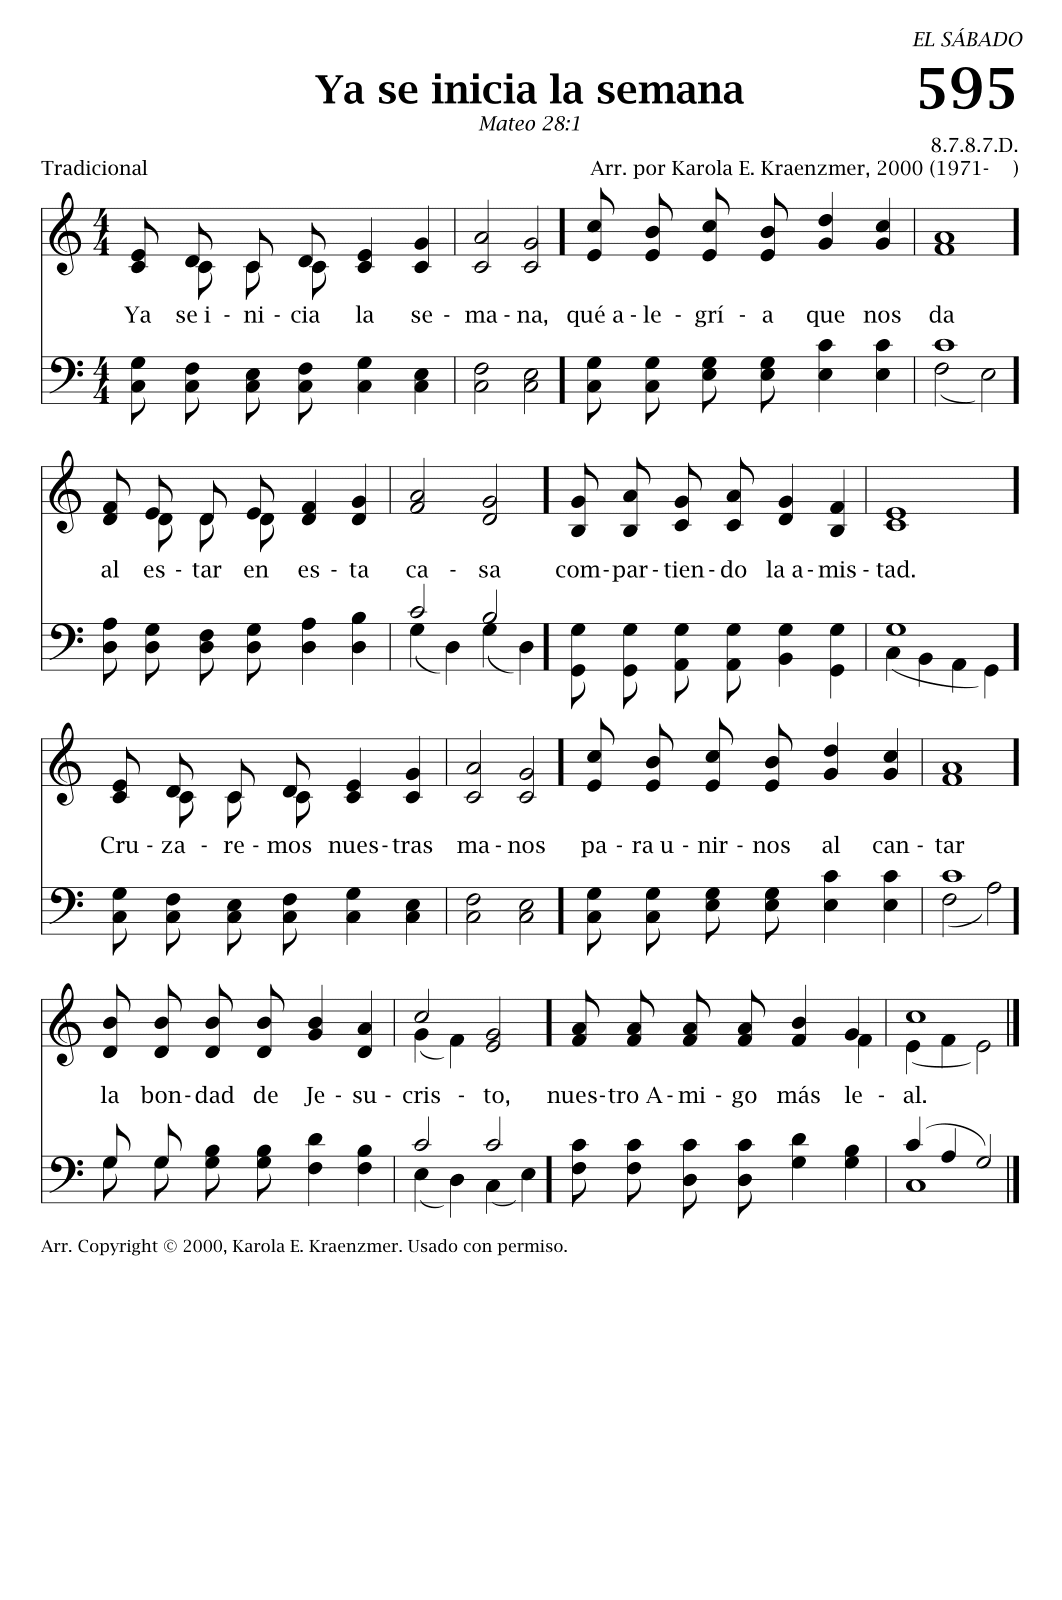 EL SÁBADO
Ya se inicia la semana 595
Mateo 28:1
8.7.8.7.D.
Tradicional Arr. por Karola E. Kraenzmer, 2000 (1971- )
Ya se i - ni - cia la se - ma - na, qué a - le - grí - a que nos da
al es - tar en es - ta ca - sa com - par - tien - do la a - mis - tad.
Cru - za - re - mos nues - tras ma - nos pa - ra u - nir - nos al can - tar
la bon - dad de Je - su - cris - to, nues - tro A - mi - go más le - al.
Arr. Copyright © 2000, Karola E. Kraenzmer. Usado con permiso.